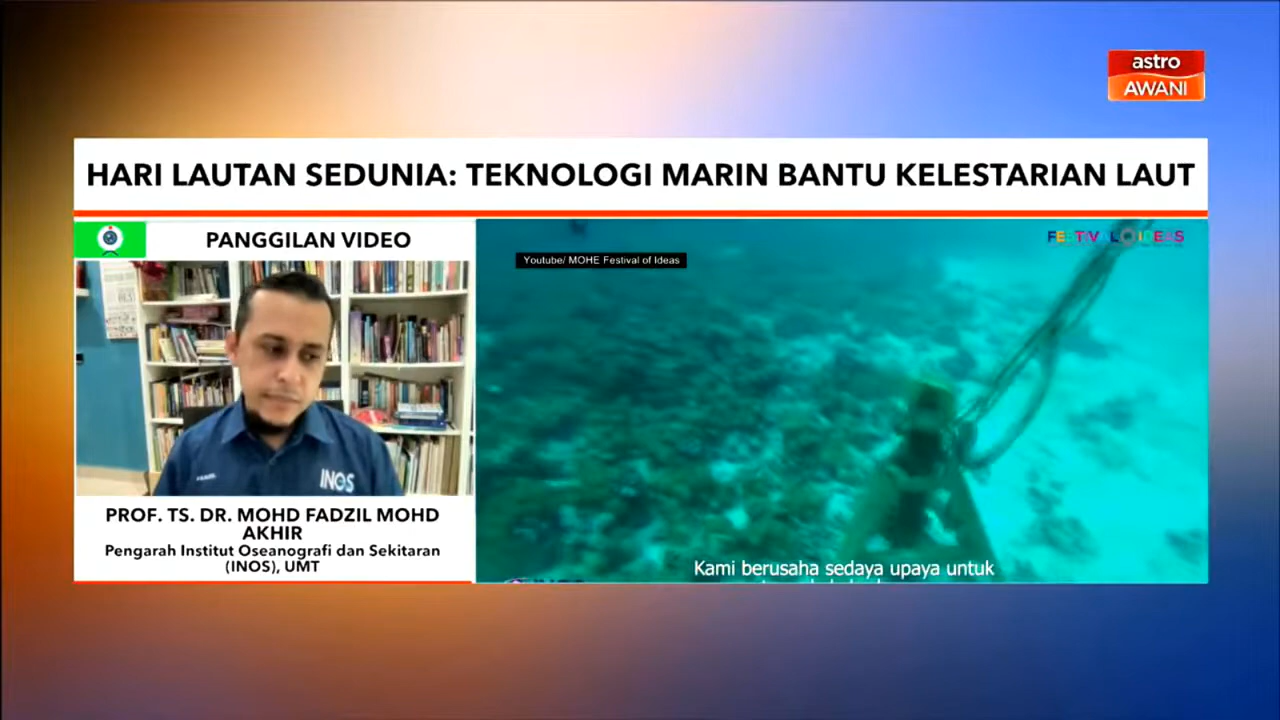 astro
AWANI
HARI LAUTAN SEDUNIA: TEKNOLOGI MARIN BANTU KELESTARIAN LAUT
PANGGILAN VIDEO
FESTIVAL OF IDEAS
Youtube/ MOHE Festival of Ideas
INOS
PROF. TS. DR. MOHD FADZIL MOHD
AKHIR
Pengarah Institut Oseanografi dan Sekitaran
(INOS), UMT
Kami berusaha sedaya upaya untuk